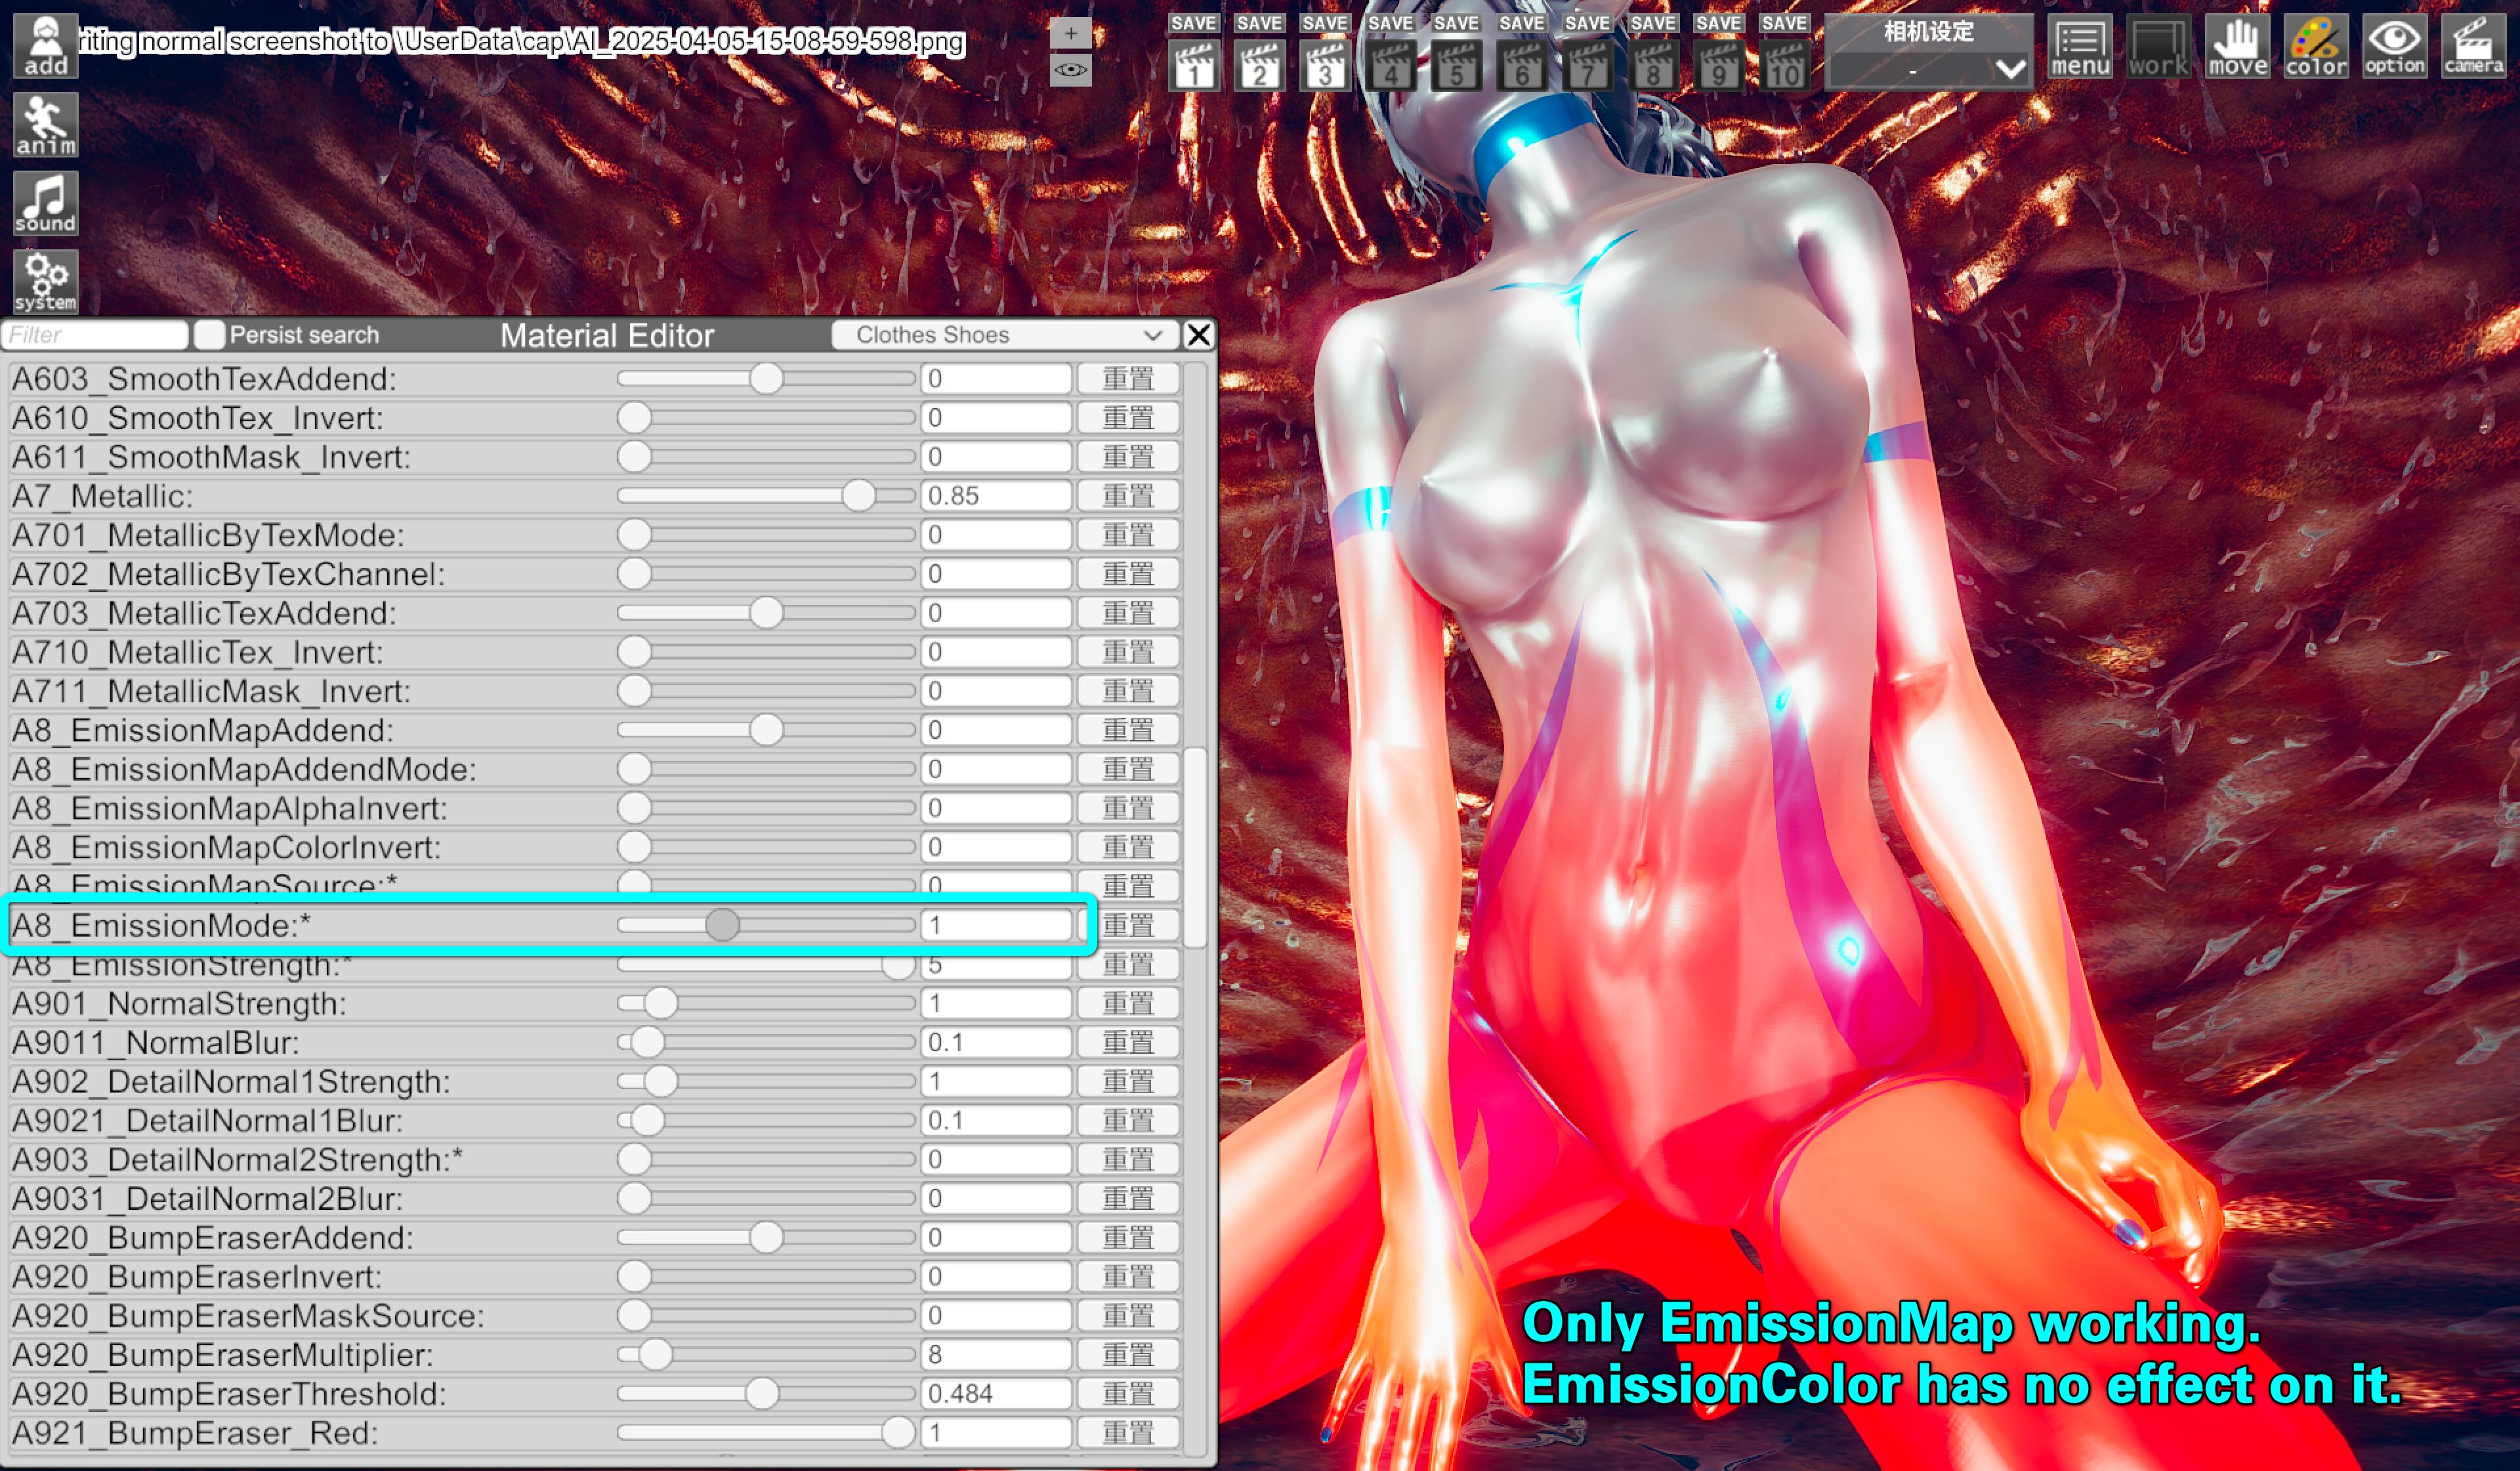 add
riting normal screenshot to \UserData\cap\AI_2025-04-05-15-08-59-598.png
+
SAVE SAVE SAVE SAVE SAVE SAVE SAVE SAVE SAVE SAVE
1 2 3 4 5 6 7 8 9 10
相机设定
-
menu work move color option camera
anim
sound
system
Filter Persist search Material Editor Clothes Shoes X
A603_SmoothTexAddend: 0 重置
A610_SmoothTex_Invert: 0 重置
A611_SmoothMask_Invert: 0 重置
A7_Metallic: 0.85 重置
A701_MetallicByTexMode: 0 重置
A702_MetallicByTexChannel: 0 重置
A703_MetallicTexAddend: 0 重置
A710_MetallicTex_Invert: 0 重置
A711_MetallicMask_Invert: 0 重置
A8_EmissionMapAddend: 0 重置
A8_EmissionMapAddendMode: 0 重置
A8_EmissionMapAlphaInvert: 0 重置
A8_EmissionMapColorInvert: 0 重置
A8_EmissionMapSource:* 0 重置
A8_EmissionMode:* 1 重置
A8_EmissionStrength:* 5 重置
A901_NormalStrength: 1 重置
A9011_NormalBlur: 0.1 重置
A902_DetailNormal1Strength: 1 重置
A9021_DetailNormal1Blur: 0.1 重置
A903_DetailNormal2Strength:* 0 重置
A9031_DetailNormal2Blur: 0 重置
A920_BumpEraserAddend: 0 重置
A920_BumpEraserInvert: 0 重置
A920_BumpEraserMaskSource: 0 重置
A920_BumpEraserMultiplier: 8 重置
A920_BumpEraserThreshold: 0.484 重置
A921_BumpEraser_Red: 1 重置
Only EmissionMap working.
EmissionColor has no effect on it.